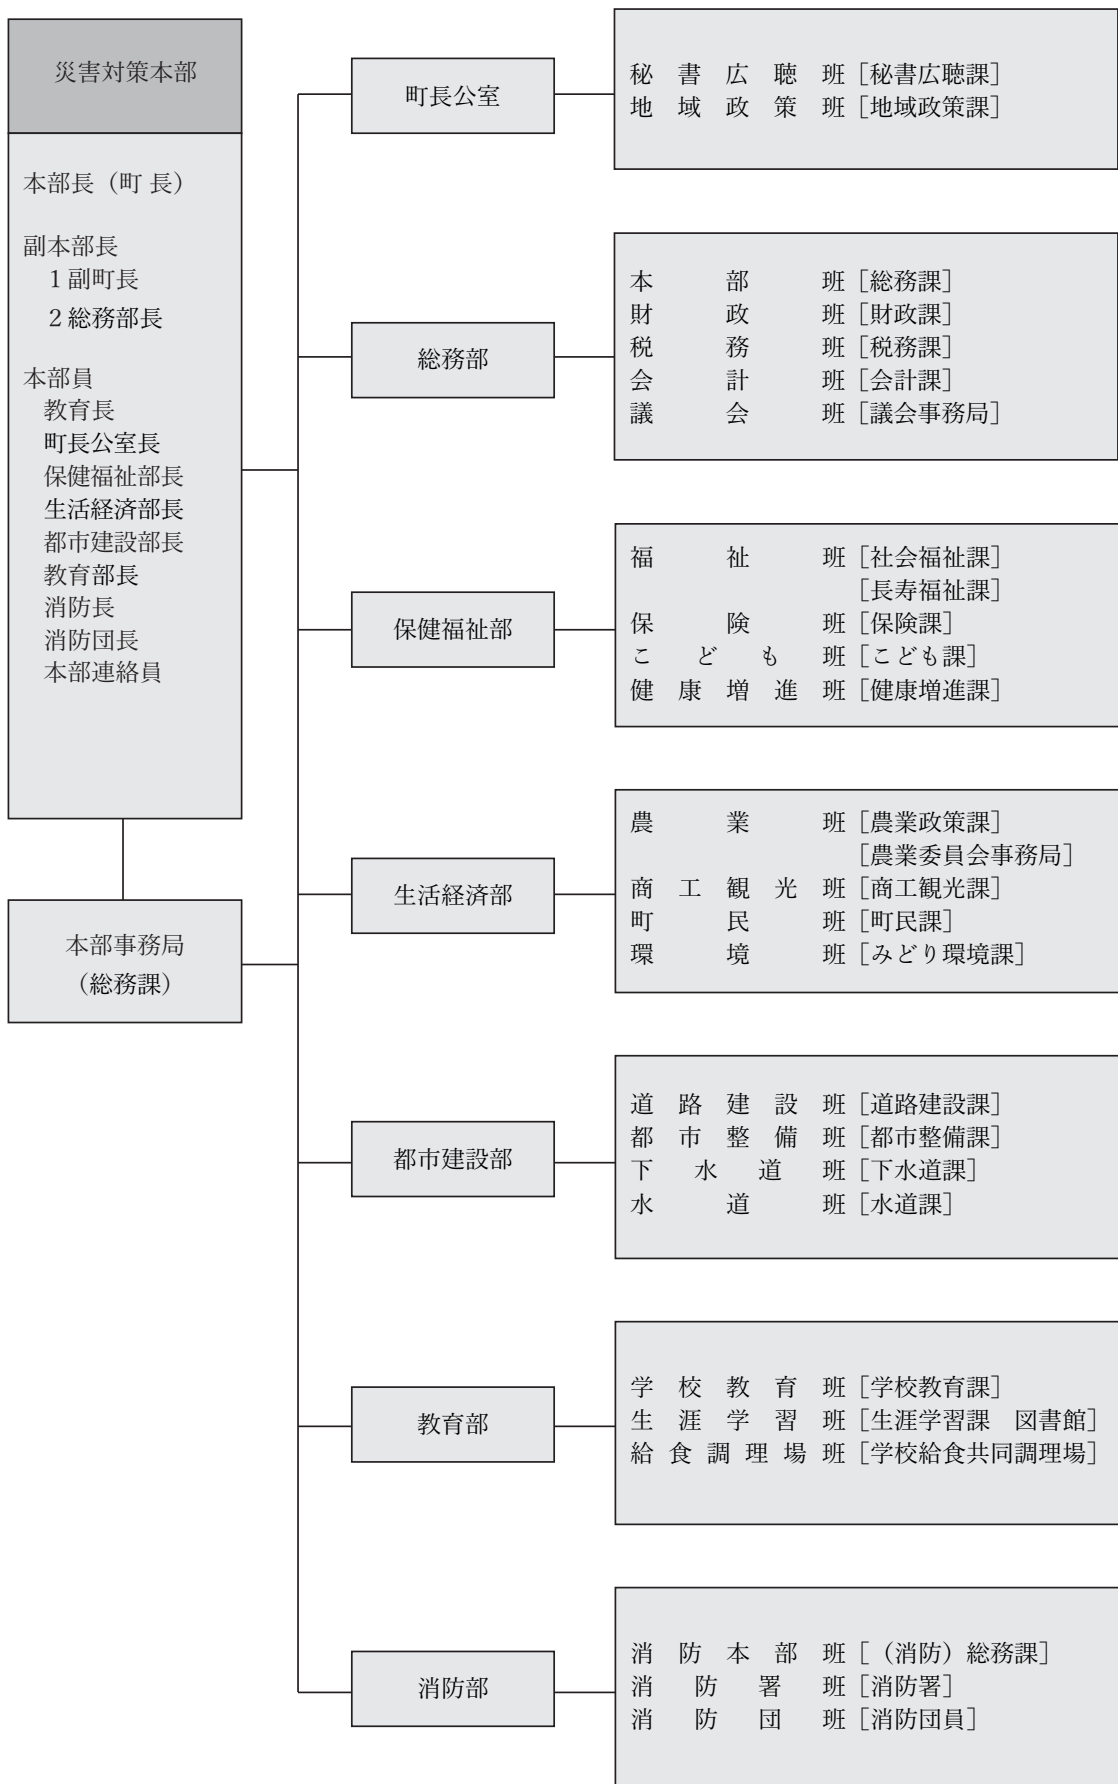 災害対策本部
本部長（町 長）
副本部長
1 副町長
2 総務部長
本部員
教育長
町長公室長
保健福祉部長
生活経済部長
都市建設部長
教育部長
消防長
消防団長
本部連絡員
本部事務局
（総務課）
町長公室
秘書広聴班［秘書広聴課］
地域政策班［地域政策課］
総務部
本部班［総務課］
財政班［財政課］
税務班［税務課］
会計班［会計課］
議会班［議会事務局］
保健福祉部
福祉班［社会福祉課］
［長寿福祉課］
保険班［保険課］
こども班［こども課］
健康増進班［健康増進課］
生活経済部
農業班［農業政策課］
［農業委員会事務局］
商工観光班［商工観光課］
町民班［町民課］
環境班［みどり環境課］
都市建設部
道路建設班［道路建設課］
都市整備班［都市整備課］
下水道班［下水道課］
水道班［水道課］
教育部
学校教育班［学校教育課］
生涯学習班［生涯学習課　図書館］
給食調理場班［学校給食共同調理場］
消防部
消防本部班［（消防）総務課］
消防署班［消防署］
消防団班［消防団員］